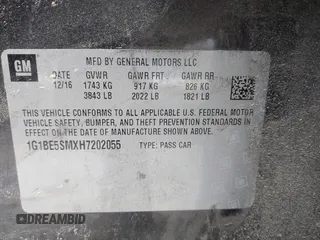 GM
MFD BY GENERAL MOTORS LLC
DATE GVWR GAWR FRT GAWR RR
12/16 1743 KG 917 KG 826 KG
3843 LB 2022 LB 1821 LB
THIS VEHICLE CONFORMS TO ALL APPLICABLE U.S. FEDERAL MOTOR
VEHICLE SAFETY, BUMPER, AND THEFT PREVENTION STANDARDS
IN EFFECT ON THE DATE OF MANUFACTURE SHOWN ABOVE.
1G1BE5SMXH7202055 TYPE: PASS CAR
AUTOBIDMASTER